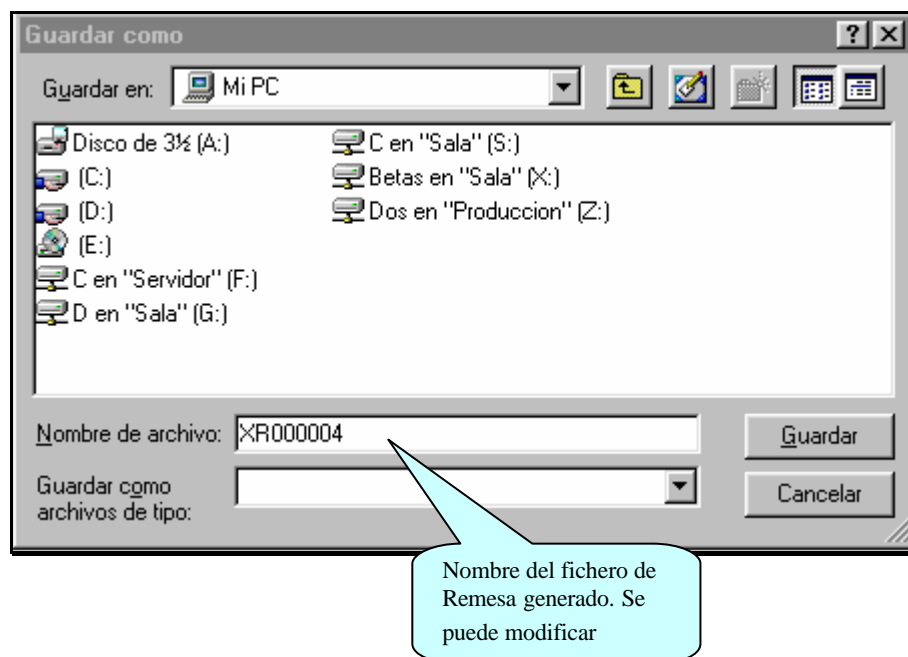 Guardar como
Guardar en: Mi PC
Disco de 3½ (A:)
(C:)
(D:)
(E:)
C en "Servidor" (F:)
D en "Sala" (G:)
C en "Sala" (S:)
Betas en "Sala" (X:)
Dos en "Produccion" (Z:)
Nombre de archivo: XR000004
Guardar
Guardar como
archivos de tipo:
Cancelar
Nombre del fichero de
Remesa generado. Se
puede modificar